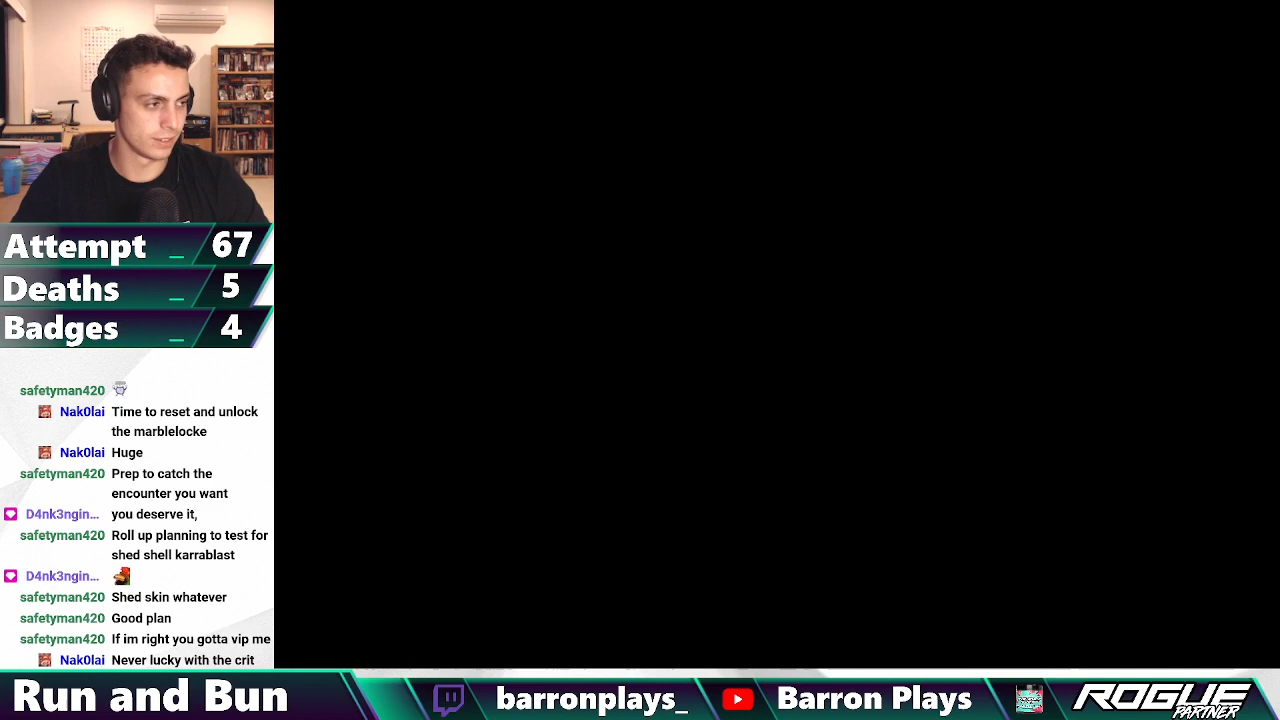 Attempt _ 67
Deaths _ 5
Badges _ 4
safetyman420
Nak0lai Time to reset and unlock
the marblelocke
Nak0lai Huge
safetyman420 Prep to catch the
encounter you want
D4nk3ngin... you deserve it,
safetyman420 Roll up planning to test for
shed shell karrablast
D4nk3ngin...
safetyman420 Shed skin whatever
safetyman420 Good plan
safetyman420 If im right you gotta vip me
Nak0lai Never lucky with the crit
Run and Bun barronplays_ Barron Plays ROGUE
PARTNER